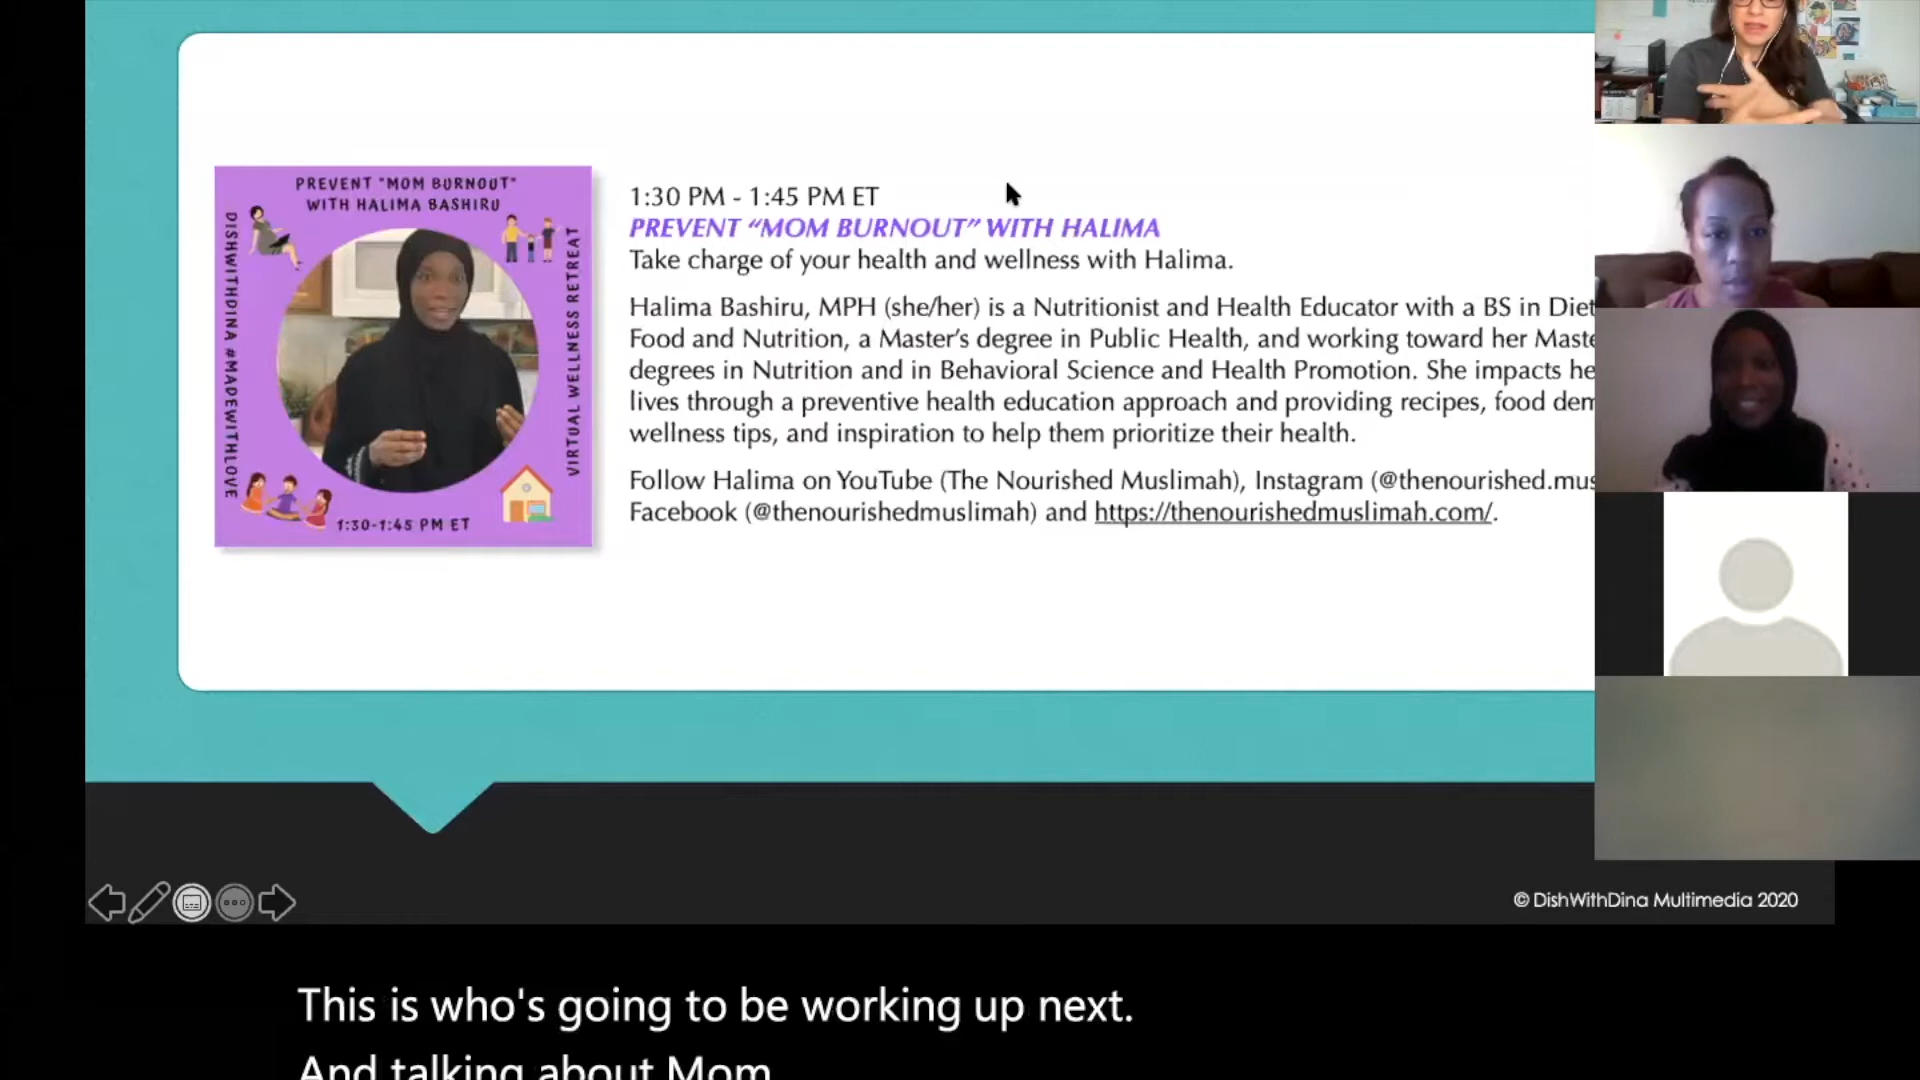 PREVENT "MOM BURNOUT"
WITH HALIMA BASHIRU
DISHWITHDINA #MADEWITHLOVE
VIRTUAL WELLNESS RETREAT
1:30-1:45 PM ET
1:30 PM - 1:45 PM ET
PREVENT “MOM BURNOUT” WITH HALIMA
Take charge of your health and wellness with Halima.
Halima Bashiru, MPH (she/her) is a Nutritionist and Health Educator with a BS in Diet
Food and Nutrition, a Master’s degree in Public Health, and working toward her Maste
degrees in Nutrition and in Behavioral Science and Health Promotion. She impacts he
lives through a preventive health education approach and providing recipes, food dem
wellness tips, and inspiration to help them prioritize their health.
Follow Halima on YouTube (The Nourished Muslimah), Instagram (@thenourished.mus
Facebook (@thenourishedmuslimah) and https://thenourishedmuslimah.com/.
© DishWithDina Multimedia 2020
This is who's going to be working up next.
And talking about Mom